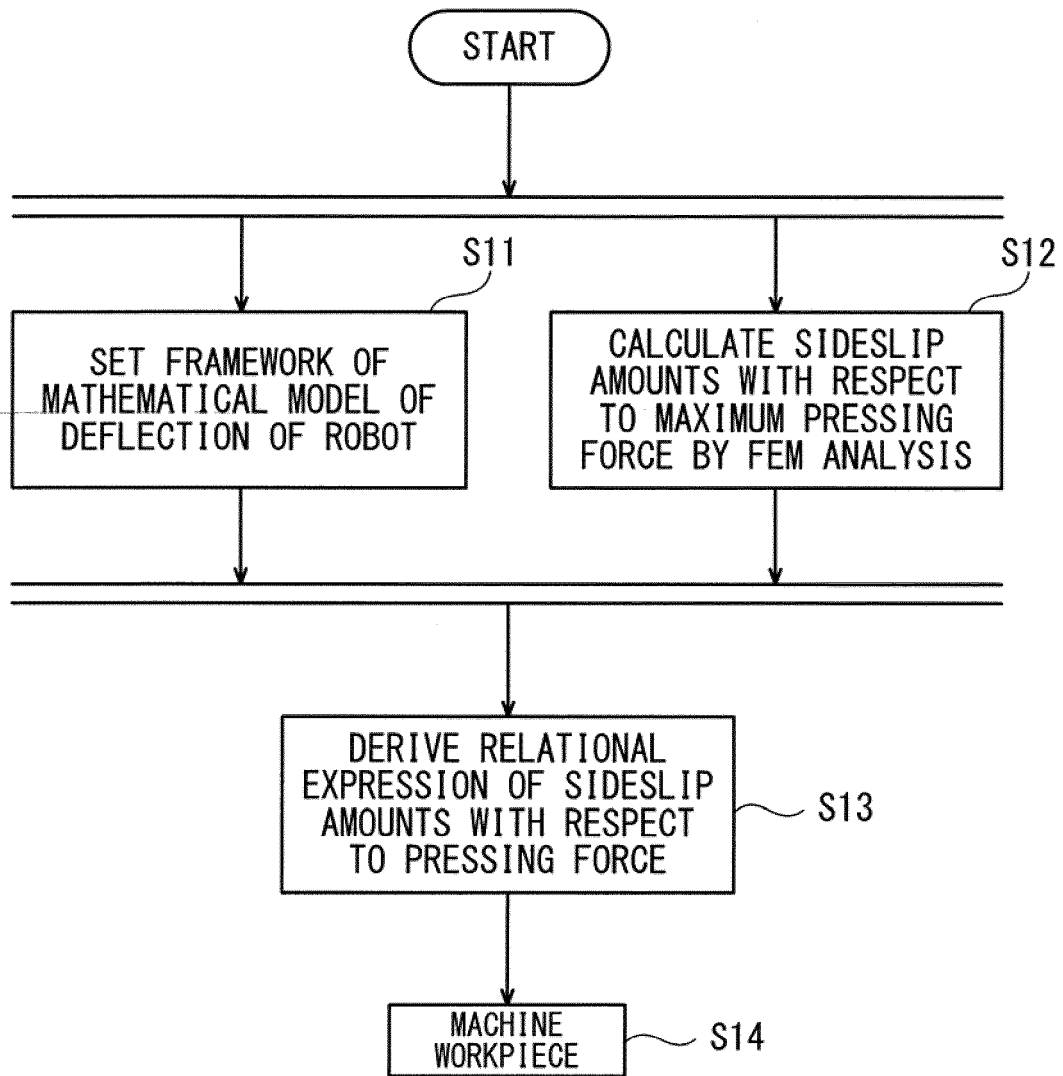 START
S11
SET FRAMEWORK OF
MATHEMATICAL MODEL OF
DEFLECTION OF ROBOT
S12
CALCULATE SIDESLIP
AMOUNTS WITH RESPECT
TO MAXIMUM PRESSING
FORCE BY FEM ANALYSIS
DERIVE RELATIONAL
EXPRESSION OF SIDESLIP
AMOUNTS WITH RESPECT
TO PRESSING FORCE
S13
MACHINE
WORKPIECE
S14